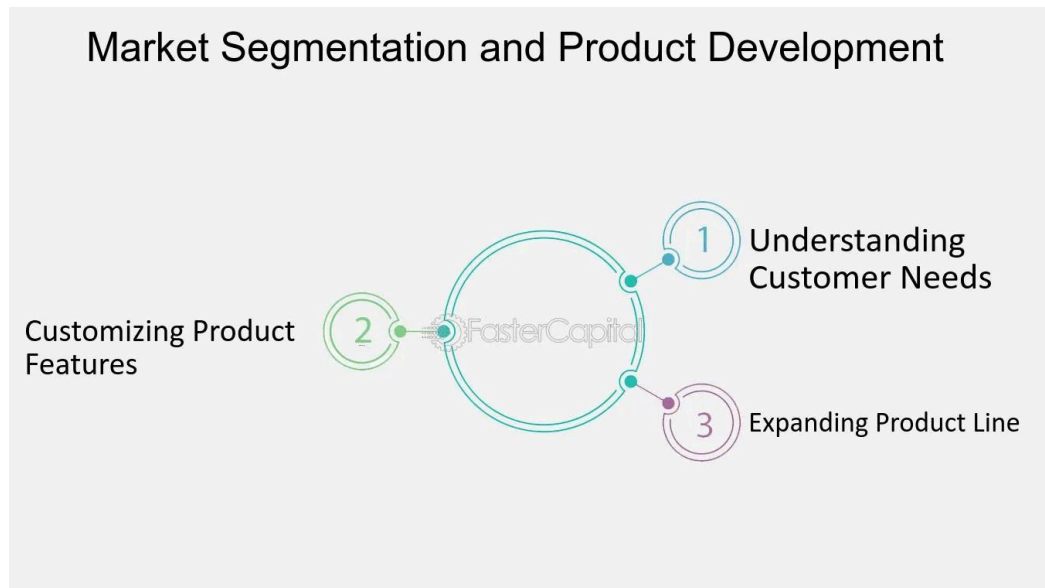 Market Segmentation and Product Development
1
Understanding
Customer Needs
2
Customizing Product
Features
FasterCapital
3
Expanding Product Line